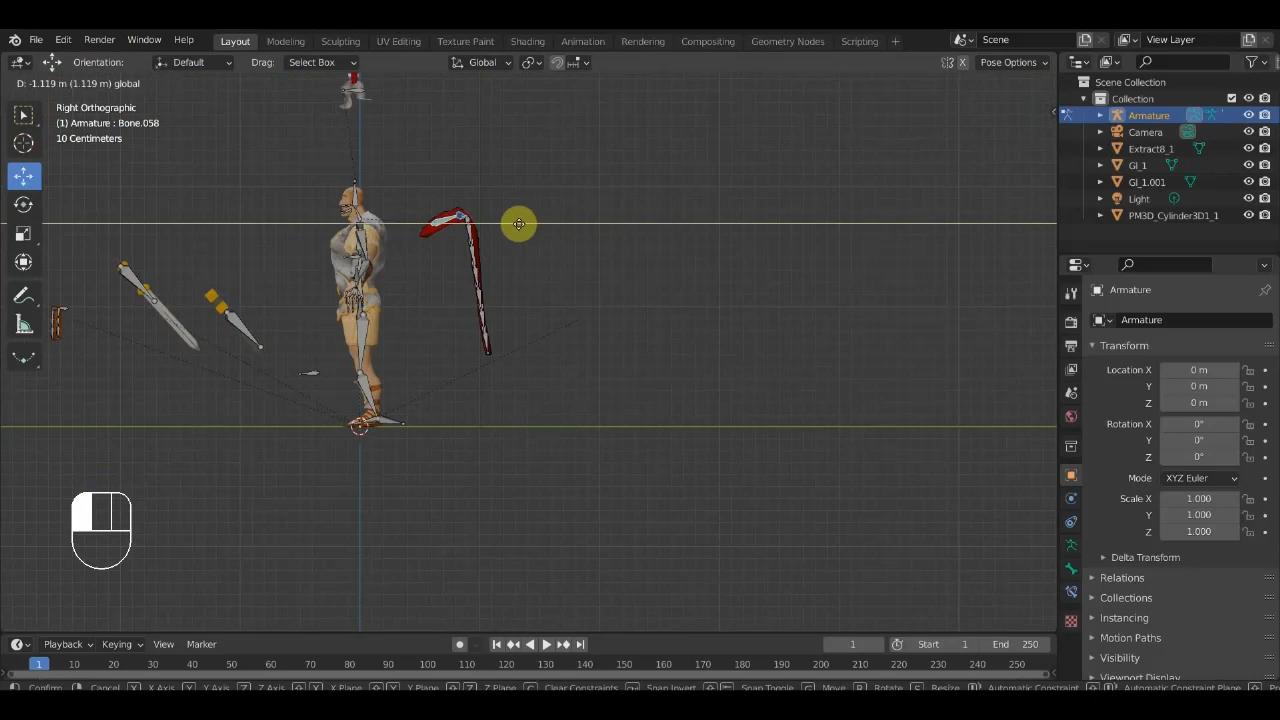 File Edit Render Window Help Layout Modeling Sculpting UV Editing Texture Paint Shading Animation Rendering Compositing Geometry Nodes Scripting + Scene View Layer
Orientation: Default Drag: Select Box Global X Pose Options
D: -1.119 m (1.119 m) global
Right Orthographic
(1) Armature : Bone.058
10 Centimeters
Scene Collection
Collection
Armature
Camera
Extract8_1
GI_1
GI_1.001
Light
PM3D_Cylinder3D1_1
Armature
Armature
Transform
Location X 0 m
Y 0 m
Z 0 m
Rotation X 0°
Y 0°
Z 0°
Mode XYZ Euler
Scale X 1.000
Y 1.000
Z 1.000
Delta Transform
Relations
Collections
Instancing
Motion Paths
Visibility
Viewport Display
Playback Keying View Marker 1 Start 1 End 250
1 10 20 30 40 50 60 70 80 90 100 110 120 130 140 150 160 170 180 190 200 210 220 230 240 250
Confirm Cancel X Axis Y Axis Z Axis X Plane Y Plane Z Plane Clear Constraints Snap Invert Snap Toggle Move Rotate Resize Automatic Constraint Automatic Constraint Plane